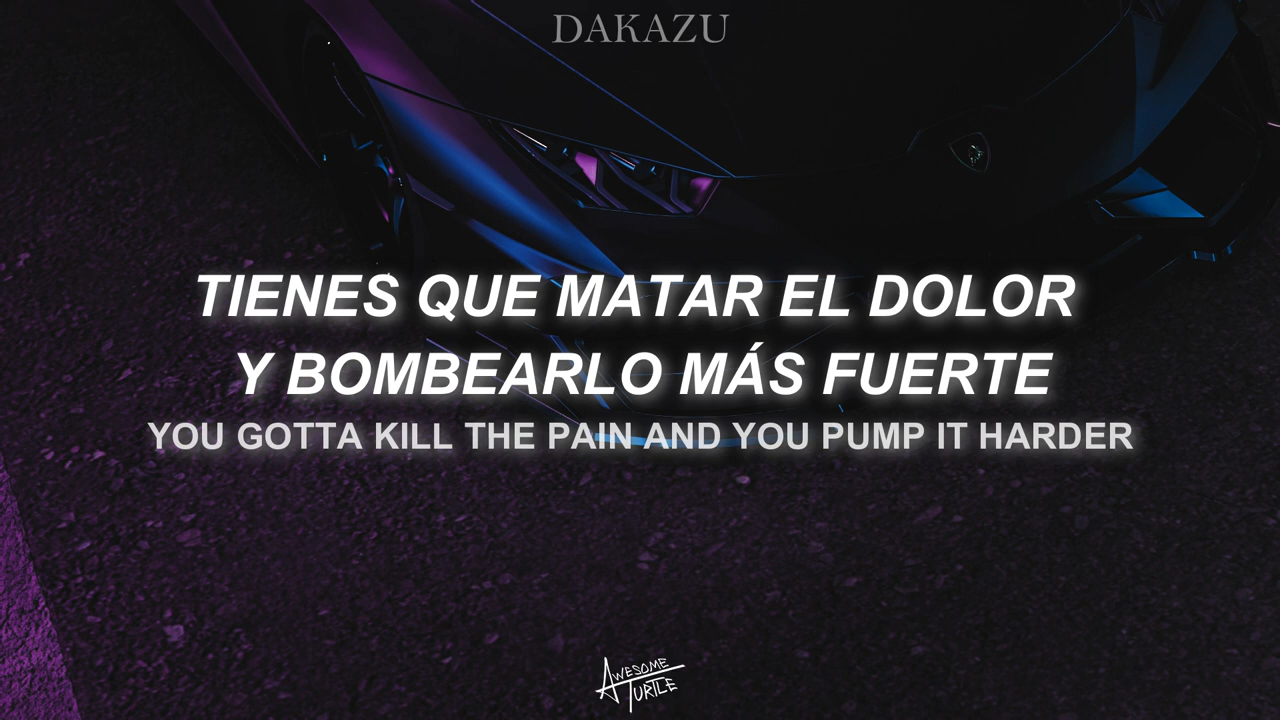 DAKAZU
TIENES QUE MATAR EL DOLOR
Y BOMBEARLO MÁS FUERTE
YOU GOTTA KILL THE PAIN AND YOU PUMP IT HARDER
AWESOME
TURTLE